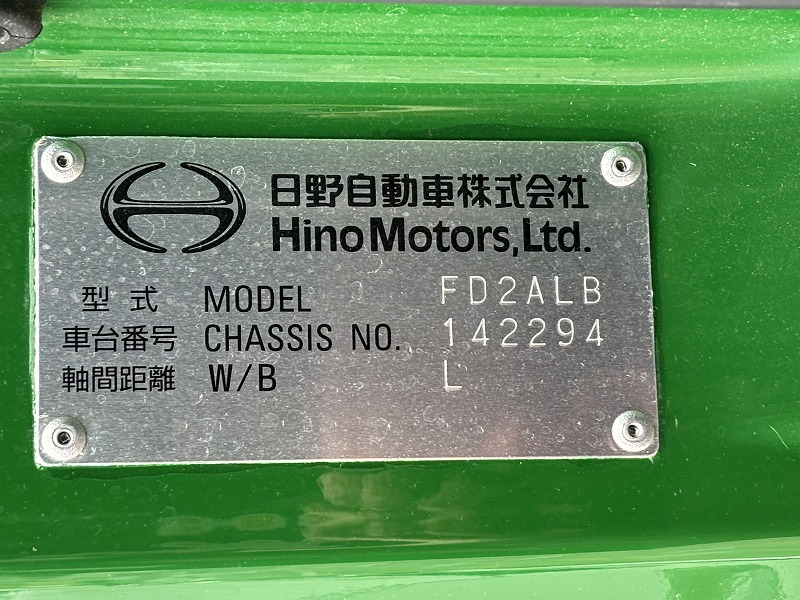 日野自動車株式会社
Hino Motors, Ltd.
型式 MODEL FD2ALB
車台番号 CHASSIS NO. 142294
軸間距離 W/B L